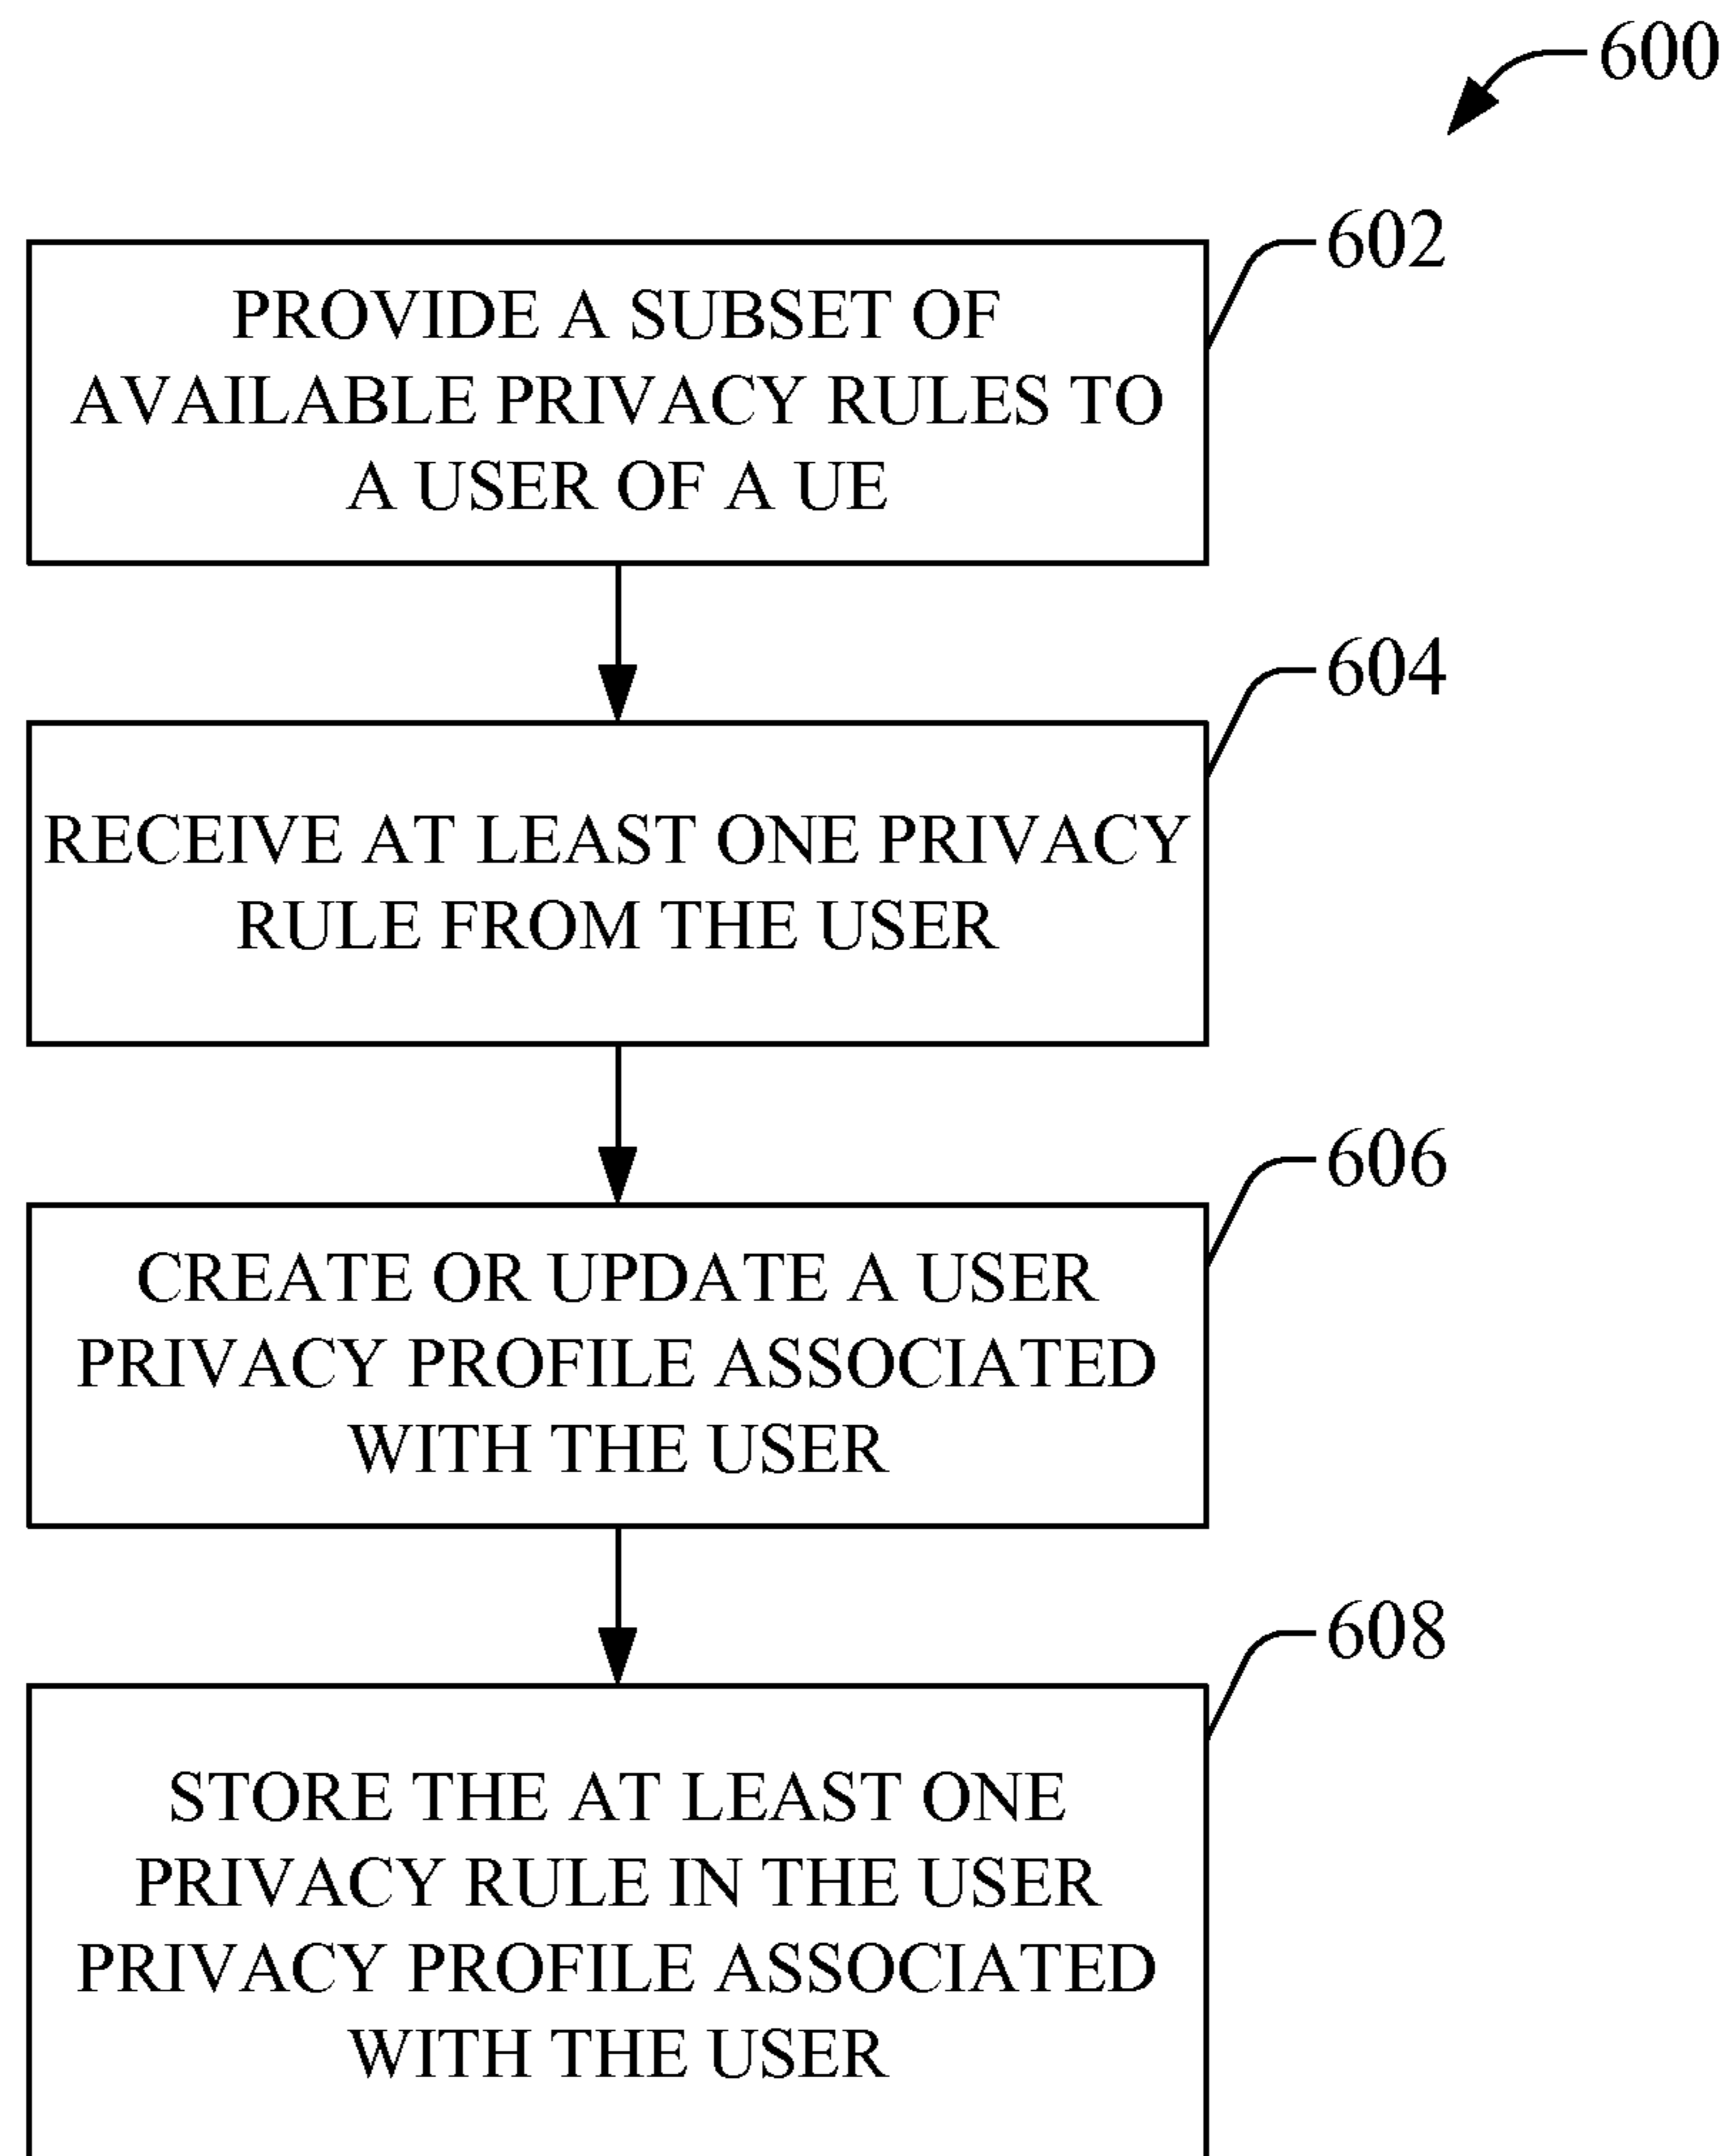 600
602
PROVIDE A SUBSET OF
AVAILABLE PRIVACY RULES TO
A USER OF A UE
604
RECEIVE AT LEAST ONE PRIVACY
RULE FROM THE USER
606
CREATE OR UPDATE A USER
PRIVACY PROFILE ASSOCIATED
WITH THE USER
608
STORE THE AT LEAST ONE
PRIVACY RULE IN THE USER
PRIVACY PROFILE ASSOCIATED
WITH THE USER